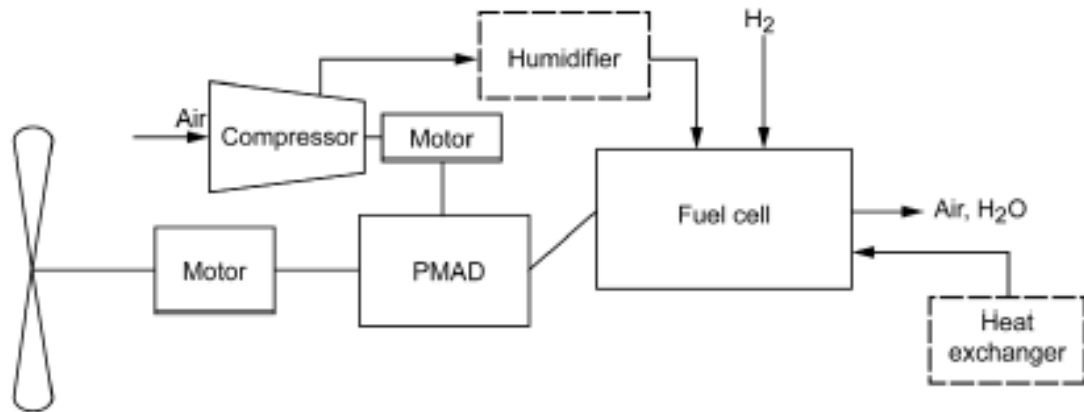 H₂
Humidifier
Air
Compressor
Motor
Fuel cell
Air, H₂O
Motor
PMAD
Heat
exchanger